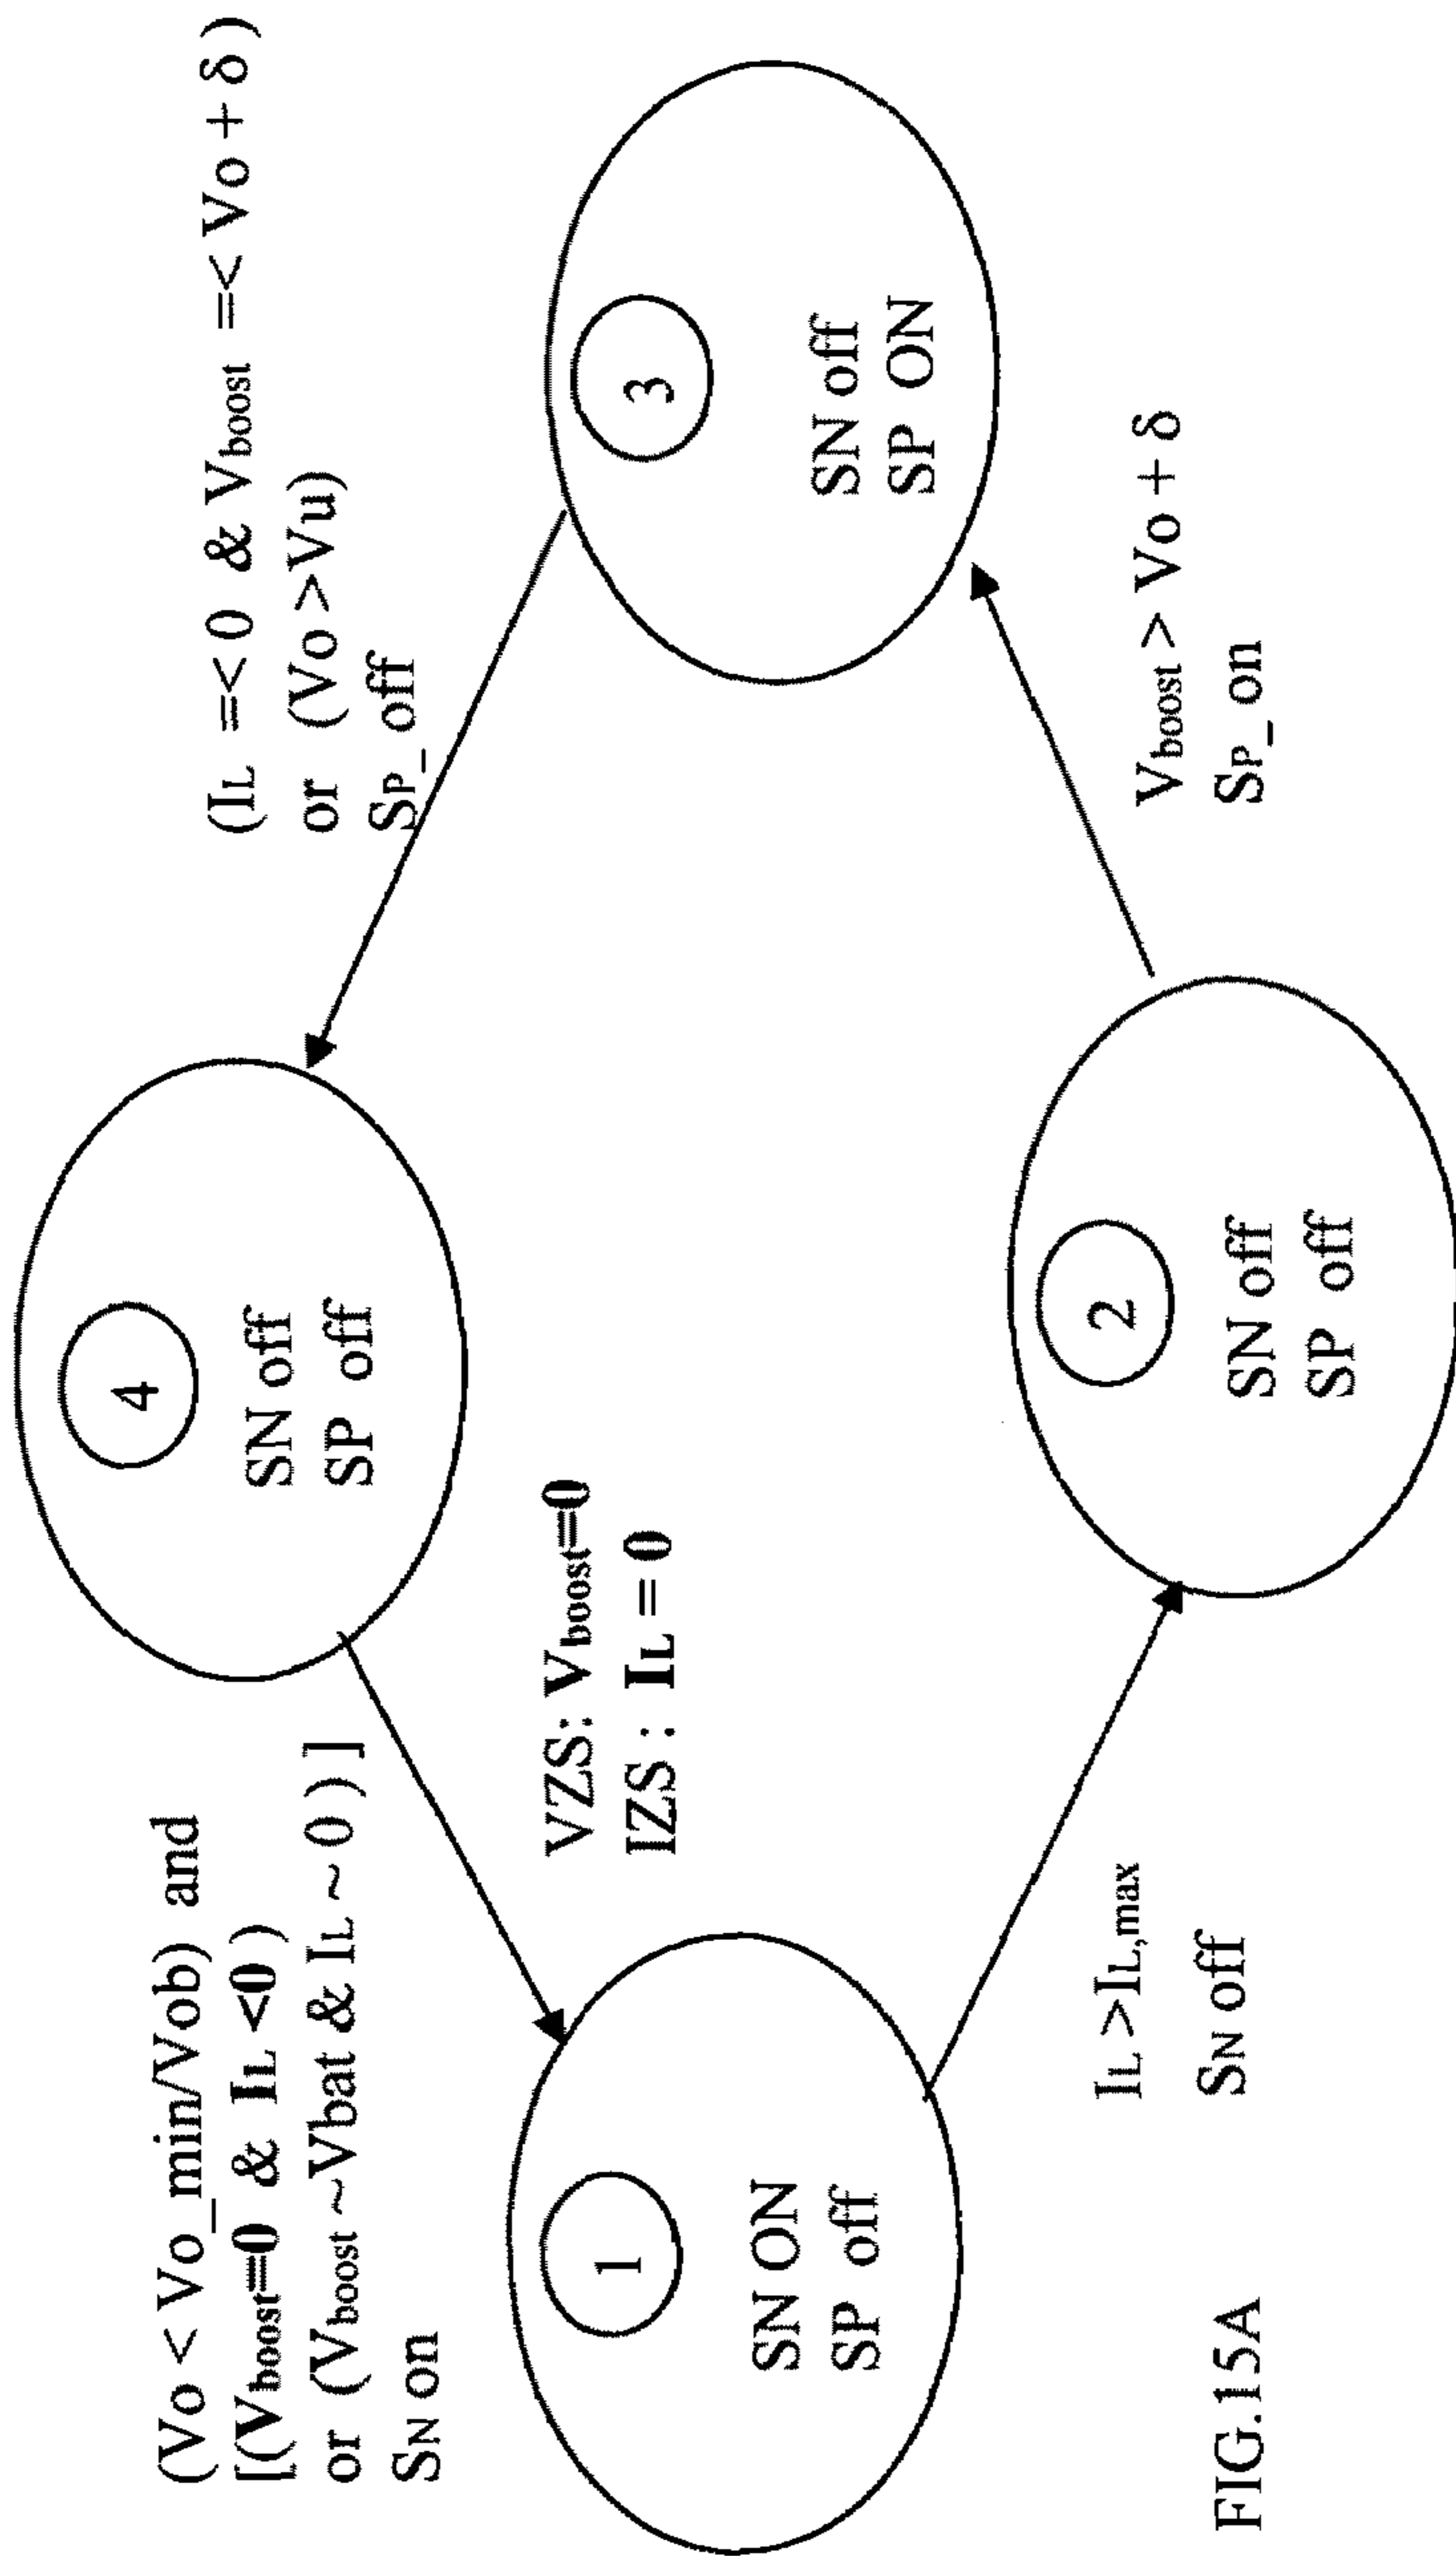 (Vo < Vo_min/Vob) and
[(Vboost=0 & IL <0 )
or (Vboost ~Vbat & IL ~ 0) ]
SN on
4
SN off
SP off
(IL =< 0 & Vboost =< Vo + δ )
or (Vo >Vu)
SP_off
VZS: Vboost=0
IZS : IL = 0
1
SN ON
SP off
3
SN off
SP ON
IL >IL,max
SN off
2
SN off
SP off
Vboost > Vo + δ
SP_on
FIG.15A